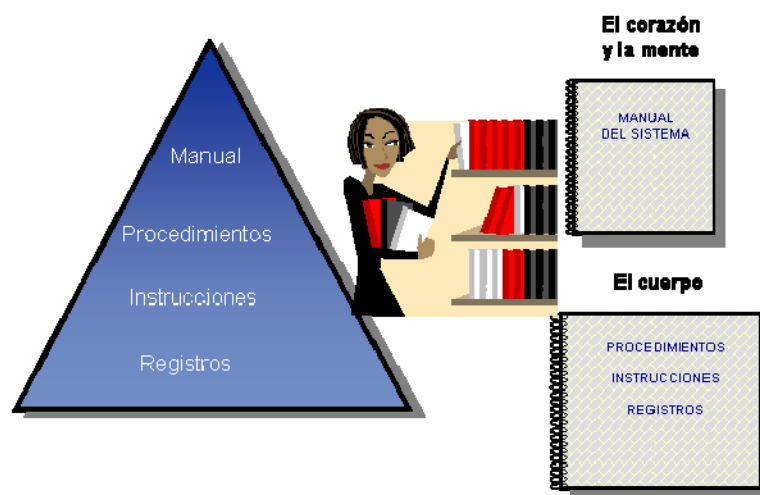 Manual
Procedimientos
Instrucciones
Registros
El corazón
y la mente
MANUAL
DEL SISTEMA
El cuerpo
PROCEDIMIENTOS
INSTRUCCIONES
REGISTROS